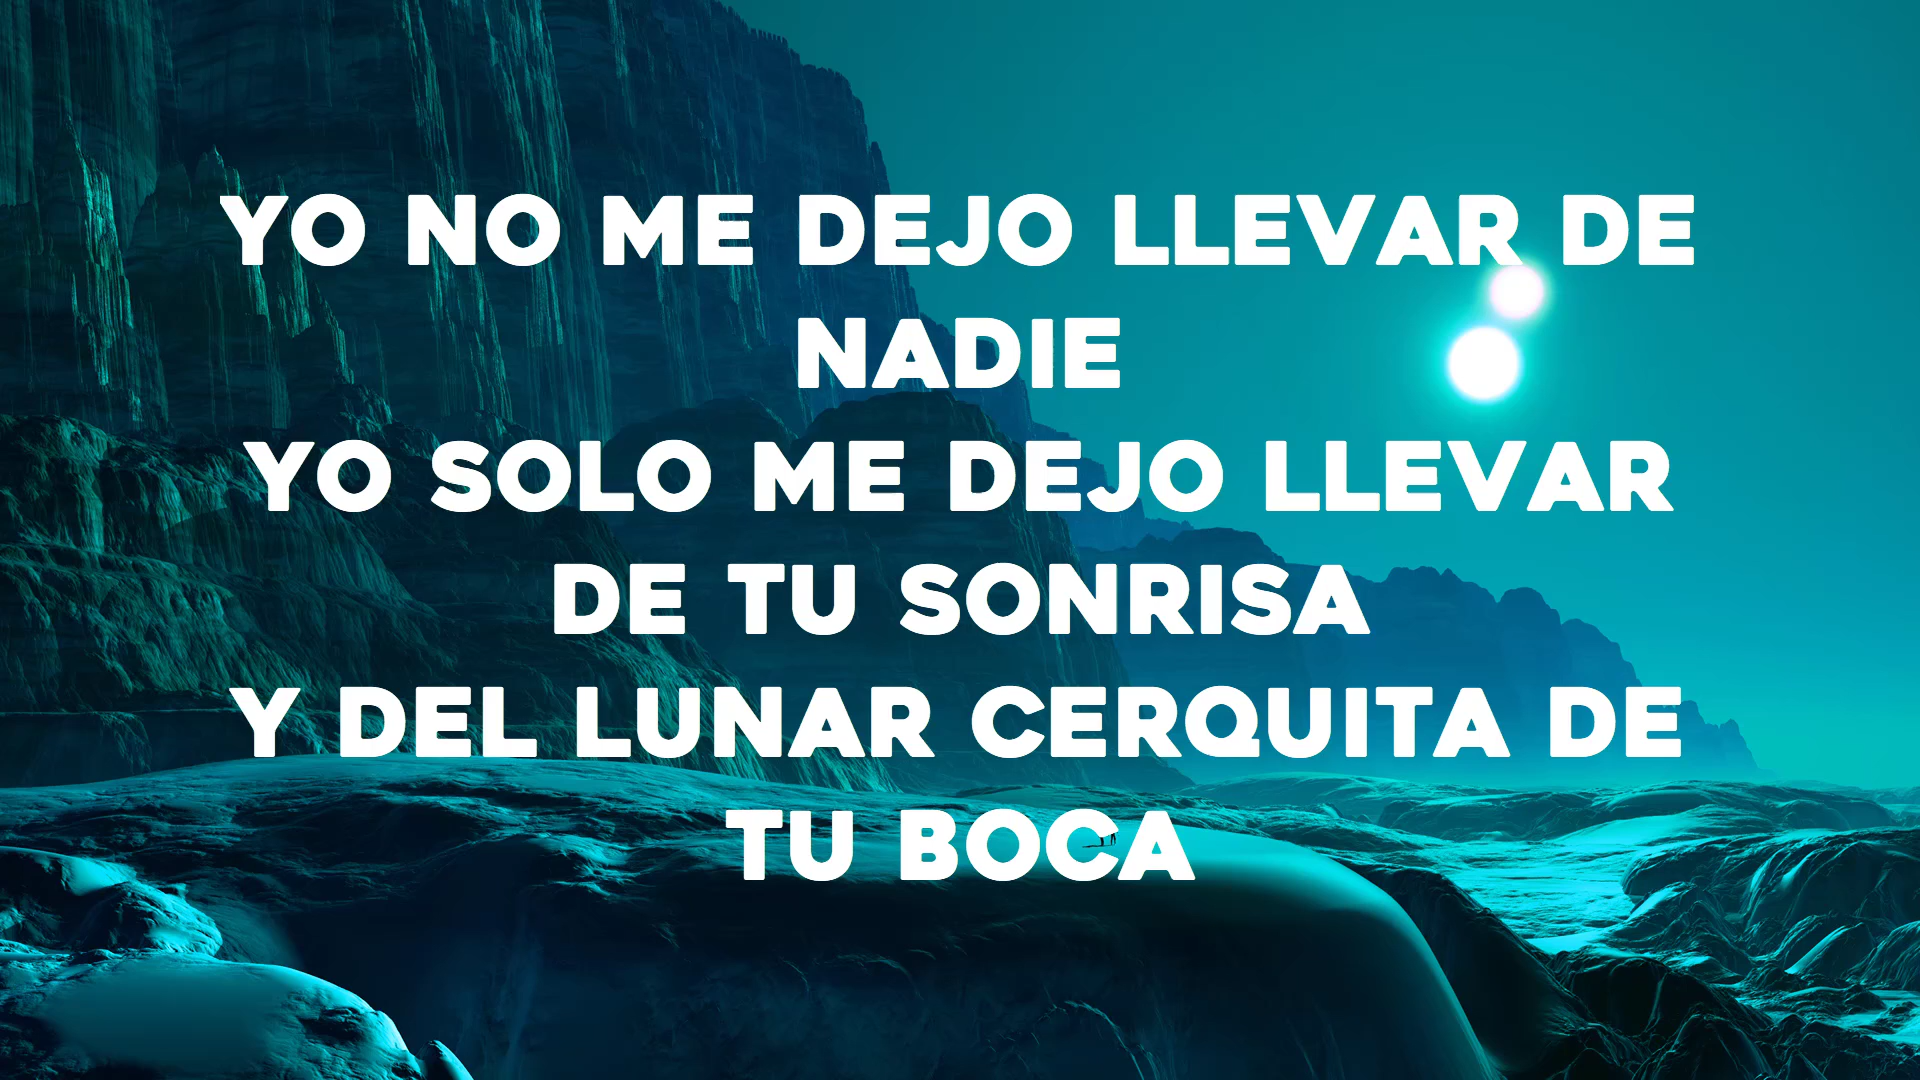 YO NO ME DEJO LLEVAR DE
NADIE
YO SOLO ME DEJO LLEVAR
DE TU SONRISA
Y DEL LUNAR CERQUITA DE
TU BOCA